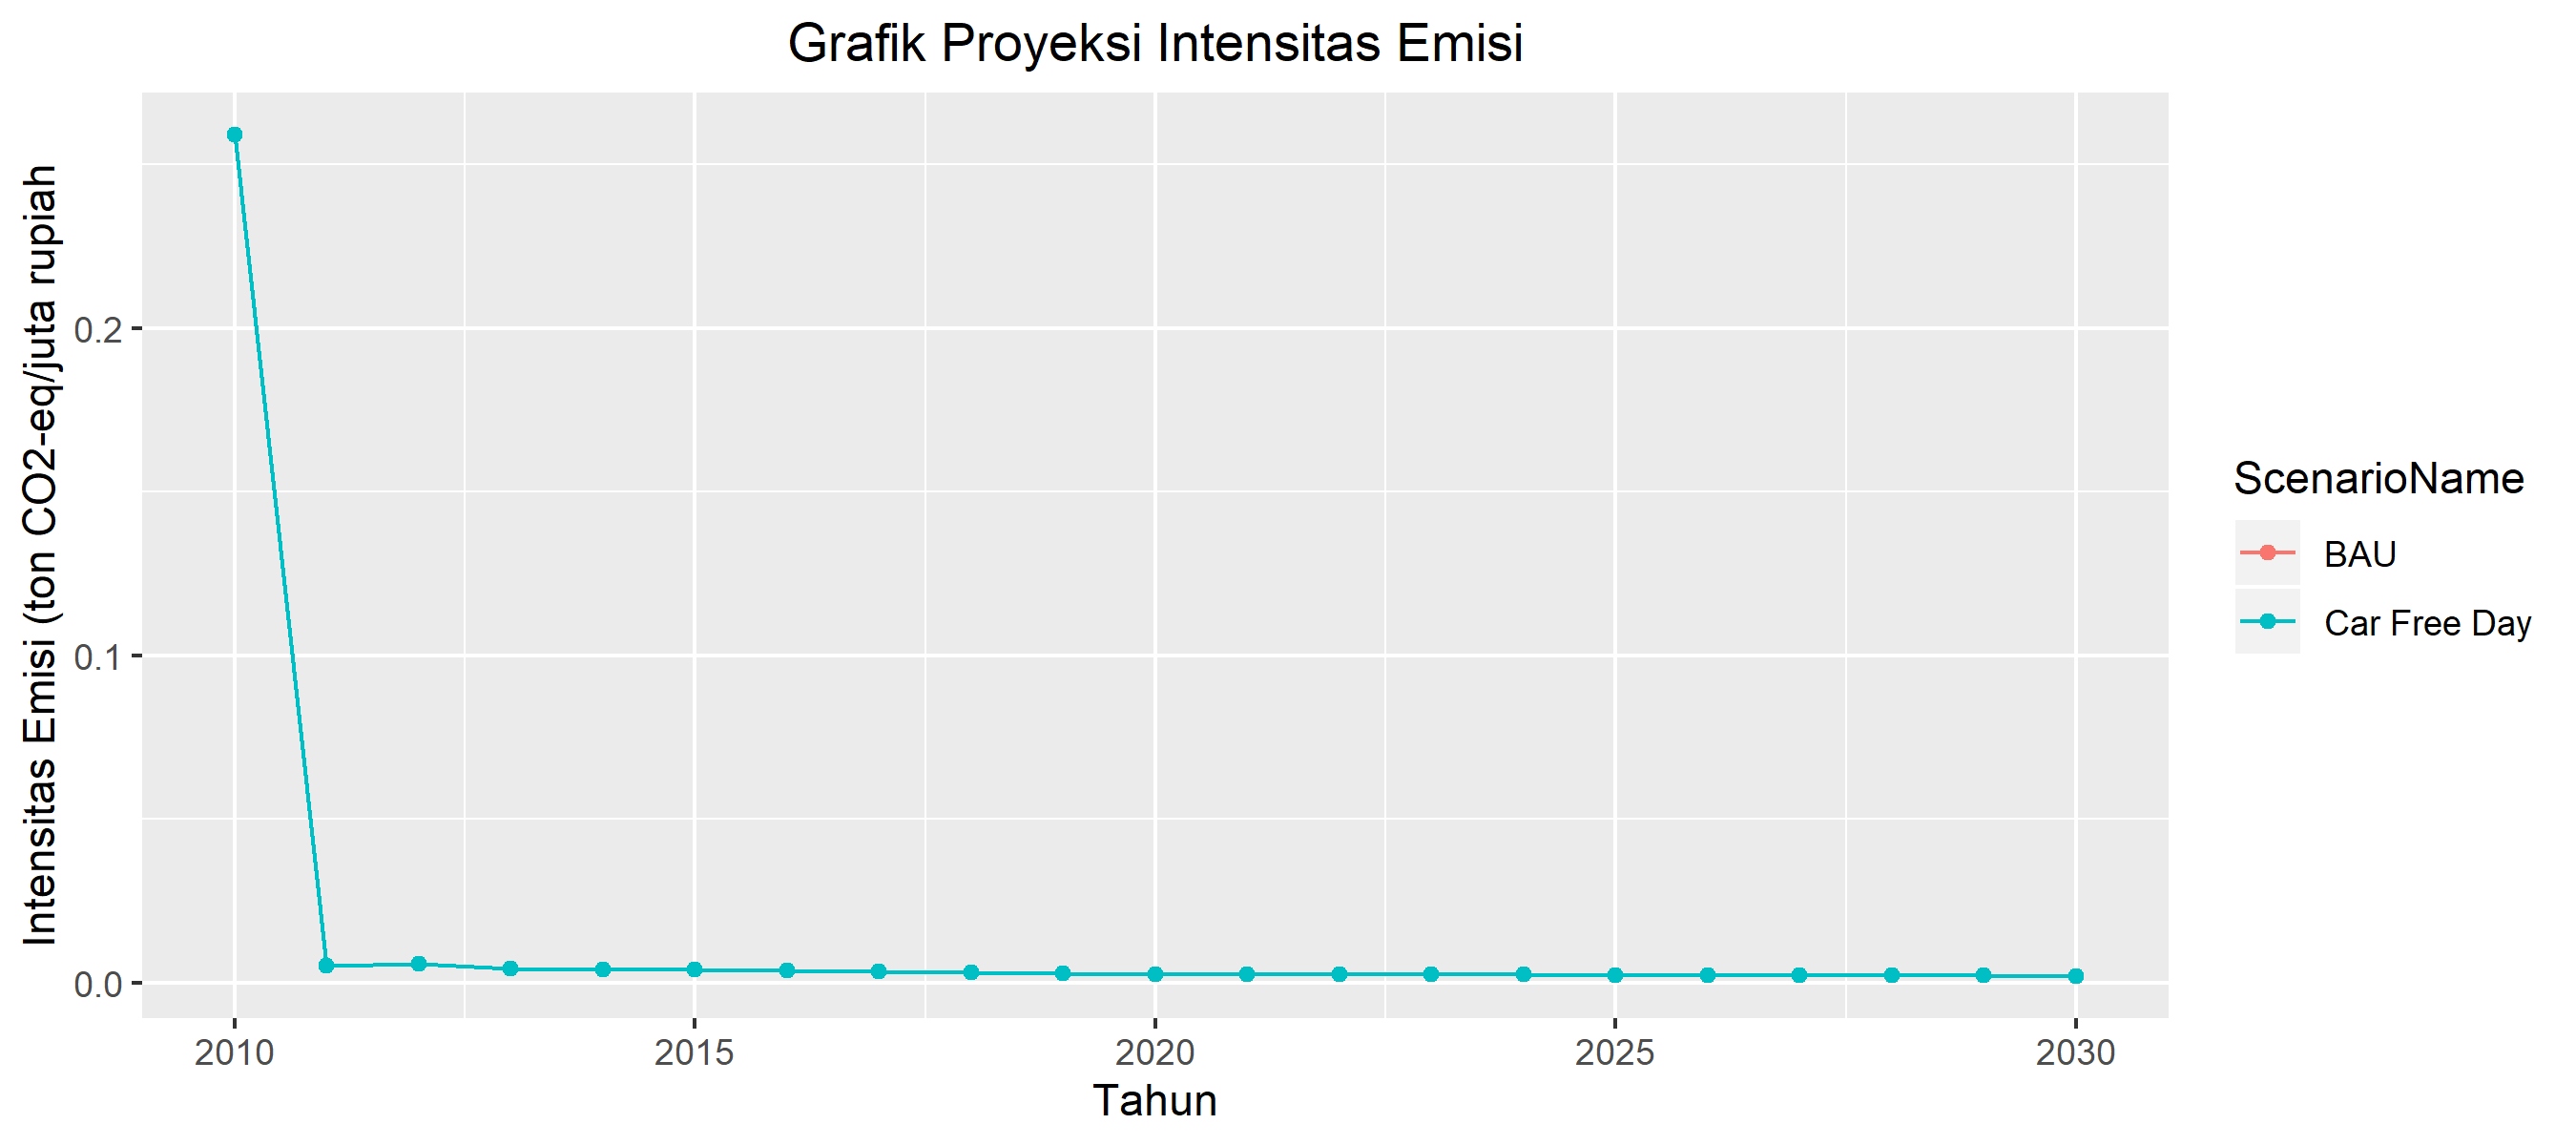 Grafik Proyeksi Intensitas Emisi
Intensitas Emisi (ton CO2-eq/juta rupiah
0.2
0.1
0.0
2010
2015
2020
2025
2030
Tahun
ScenarioName
BAU
Car Free Day